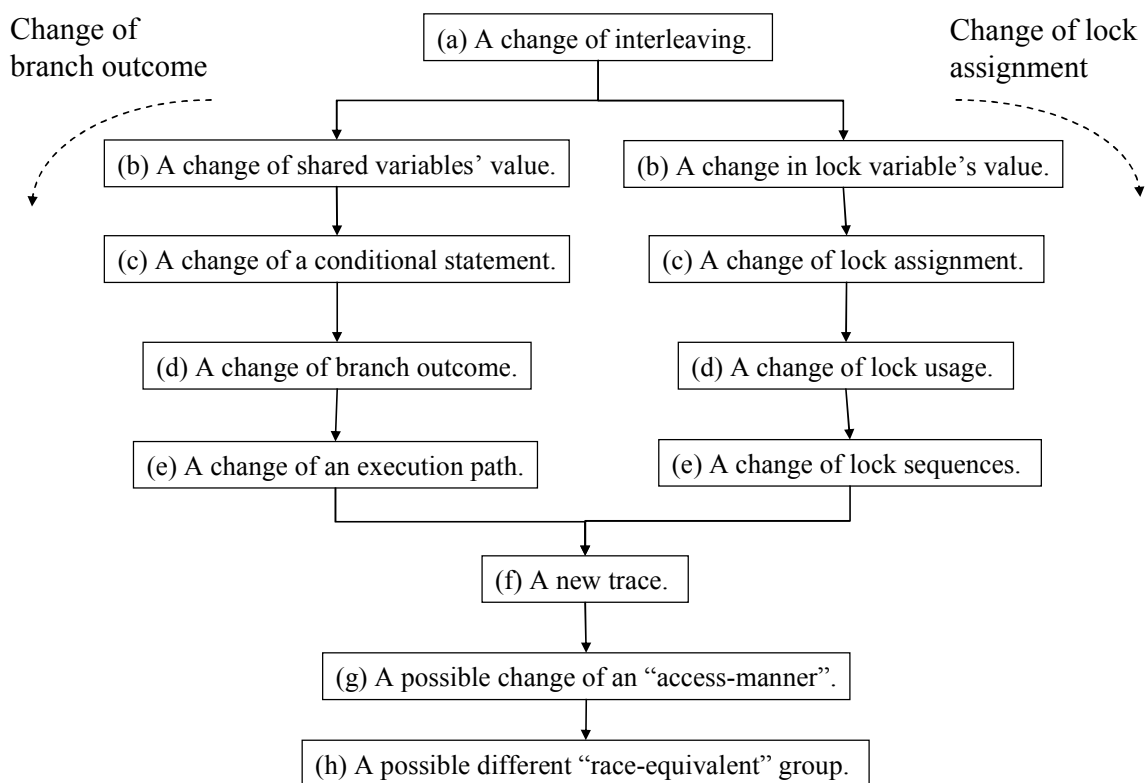 Change of
branch outcome
(a) A change of interleaving.
Change of lock
assignment
(b) A change of shared variables’ value.
(b) A change in lock variable’s value.
(c) A change of a conditional statement.
(c) A change of lock assignment.
(d) A change of branch outcome.
(d) A change of lock usage.
(e) A change of an execution path.
(e) A change of lock sequences.
(f) A new trace.
(g) A possible change of an “access-manner”.
(h) A possible different “race-equivalent” group.